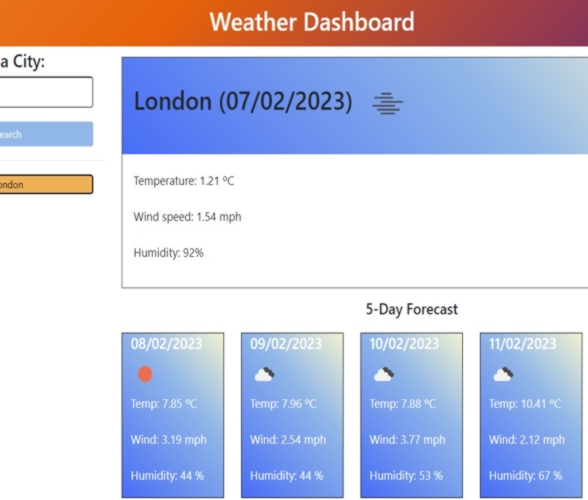 Weather Dashboard
a City:
earch
ondon
London (07/02/2023)
Temperature: 1.21 ºC
Wind speed: 1.54 mph
Humidity: 92%
5-Day Forecast
08/02/2023
Temp: 7.85 ºC
Wind: 3.19 mph
Humidity: 44 %
09/02/2023
Temp: 7.96 ºC
Wind: 2.54 mph
Humidity: 44 %
10/02/2023
Temp: 7.88 ºC
Wind: 3.77 mph
Humidity: 53 %
11/02/2023
Temp: 10.41 ºC
Wind: 2.12 mph
Humidity: 67 %